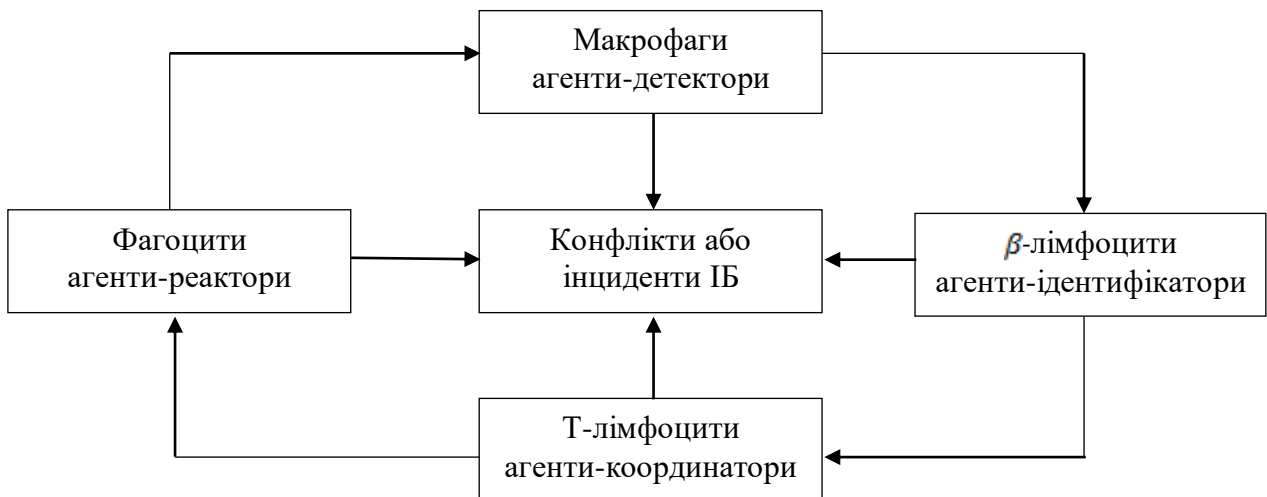 Макрофаги
агенти-детектори
Фагоцити
агенти-реактори
Конфлікти або
інциденти ІБ
β-лімфоцити
агенти-ідентифікатори
Т-лімфоцити
агенти-координатори